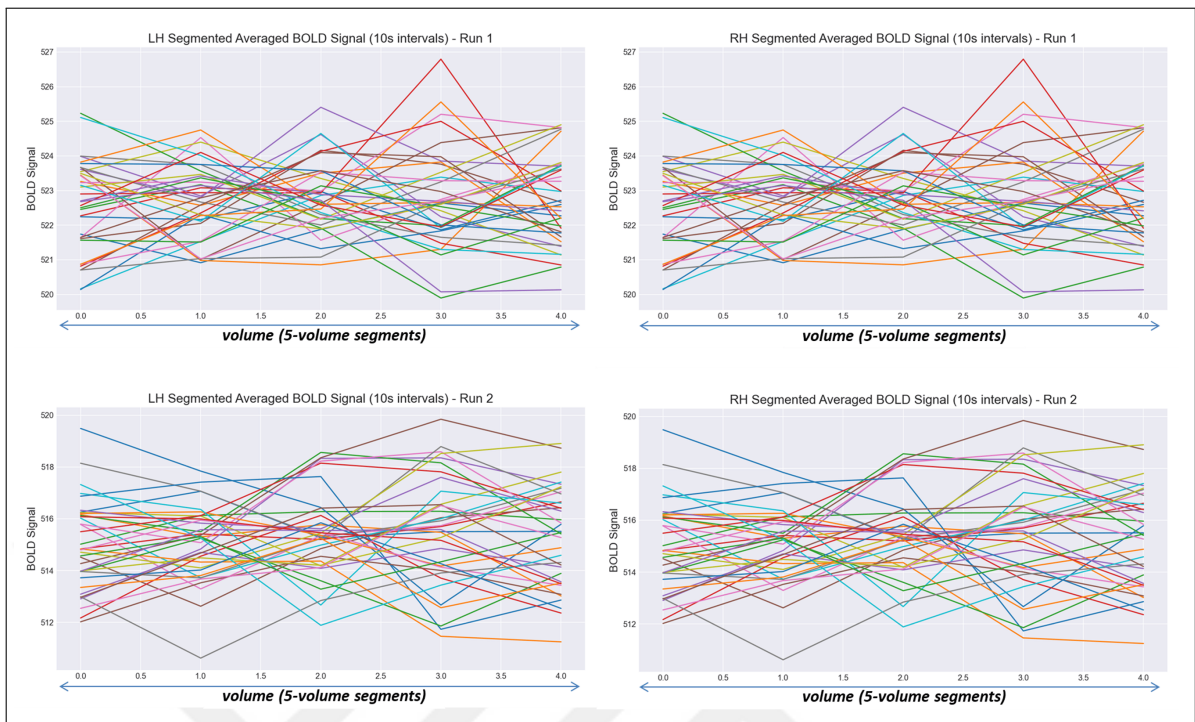 LH Segmented Averaged BOLD Signal (10s intervals) - Run 1
527
526
525
524
523
522
521
520
BOLD Signal
0.0 0.5 1.0 1.5 2.0 2.5 3.0 3.5 4.0
volume (5-volume segments)
RH Segmented Averaged BOLD Signal (10s intervals) - Run 1
527
526
525
524
523
522
521
520
BOLD Signal
0.0 0.5 1.0 1.5 2.0 2.5 3.0 3.5 4.0
volume (5-volume segments)
LH Segmented Averaged BOLD Signal (10s intervals) - Run 2
520
518
516
514
512
BOLD Signal
0.0 0.5 1.0 1.5 2.0 2.5 3.0 3.5 4.0
volume (5-volume segments)
RH Segmented Averaged BOLD Signal (10s intervals) - Run 2
520
518
516
514
512
BOLD Signal
0.0 0.5 1.0 1.5 2.0 2.5 3.0 3.5 4.0
volume (5-volume segments)